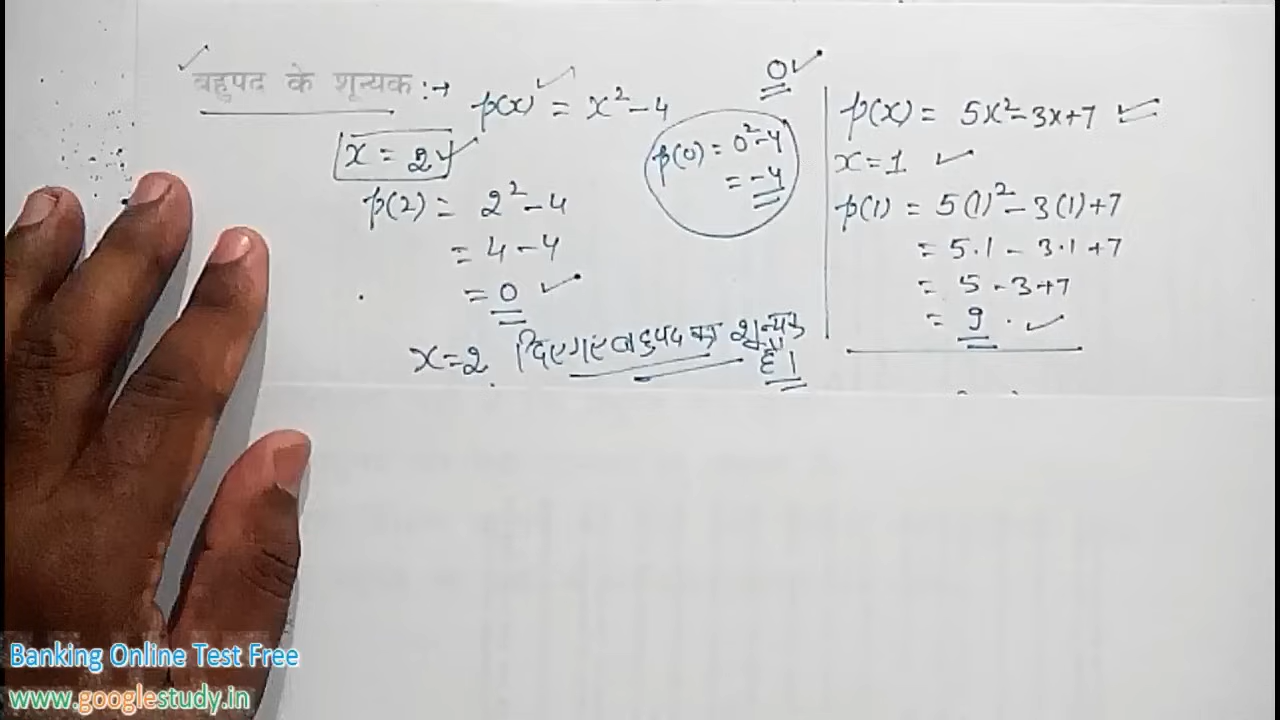 बहुपद के शून्यक :→
p(x) = x² - 4
x = 2
p(2) = 2² - 4
= 4 - 4
= 0
x = 2 दिए गए बहुपद का शून्यक
है।
0
p(0) = 0² - 4
= -4
p(x) = 5x² - 3x + 7
x = 1
p(1) = 5(1)² - 3(1) + 7
= 5·1 - 3·1 + 7
= 5 - 3 + 7
= 9
Banking Online Test Free
www.googlestudy.in